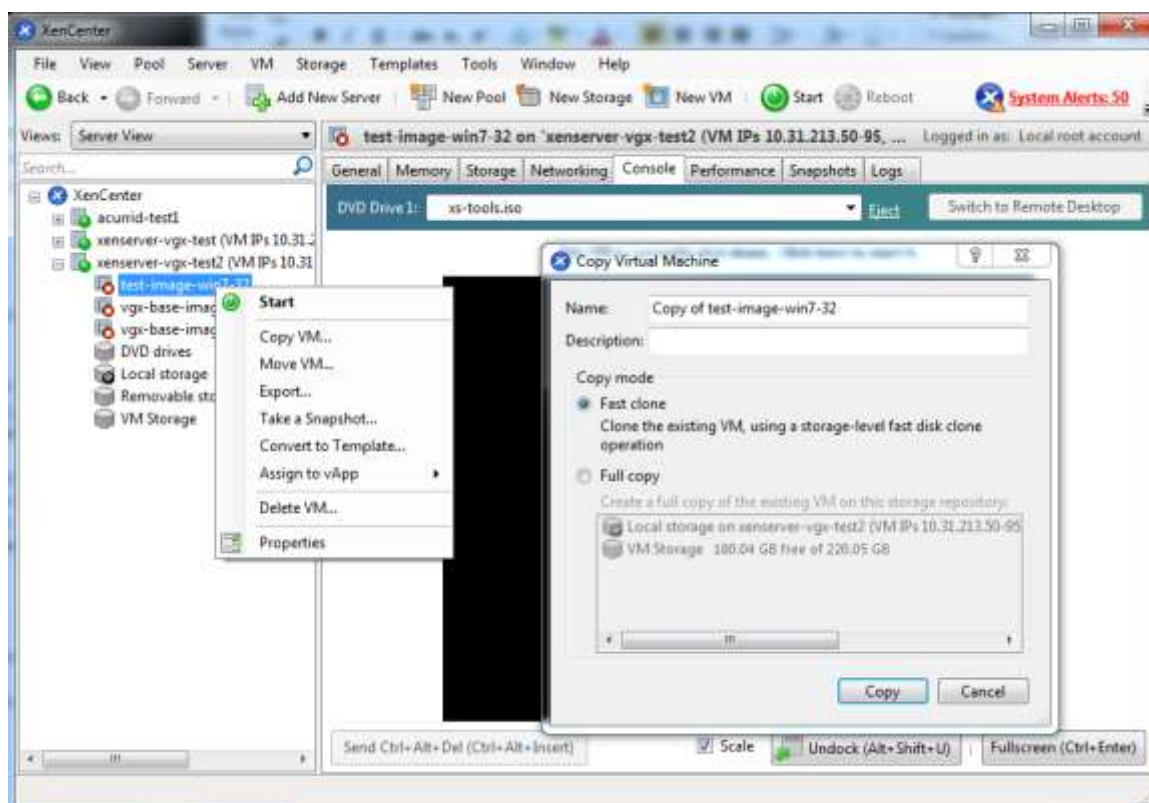 XenCenter
File View Pool Server VM Storage Templates Tools Window Help
Back Forward Add New Server New Pool New Storage New VM Start Reboot System Alerts: 50
Views: Server View
test-image-win7-32 on 'xenserver-vgx-test2 (VM IPs 10.31.213.50-95, ... Logged in as: Local root account
Search...
General Memory Storage Networking Console Performance Snapshots Logs
XenCenter
DVD Drive 1: xs-tools.iso Eject Switch to Remote Desktop
acurrid-test1
xenserver-vgx-test (VM IPs 10.31.2
xenserver-vgx-test2 (VM IPs 10.31
test-image-win7-32
vgx-base-imag
vgx-base-imag
DVD drives
Local storage
Removable sto
VM Storage
Start
Copy VM...
Move VM...
Export...
Take a Snapshot...
Convert to Template...
Assign to vApp
Delete VM...
Properties
Copy Virtual Machine
Name: Copy of test-image-win7-32
Description:
Copy mode
Fast clone
Clone the existing VM, using a storage-level fast disk clone
operation
Full copy
Create a full copy of the existing VM on this storage repository:
Local storage on xenserver-vgx-test2 (VM IPs 10.31.213.50-95
VM Storage 180.04 GB free of 220.05 GB
Copy Cancel
Send Ctrl+Alt+Del (Ctrl+Alt+Insert) Scale Undock (Alt+Shift+U) Fullscreen (Ctrl+Enter)